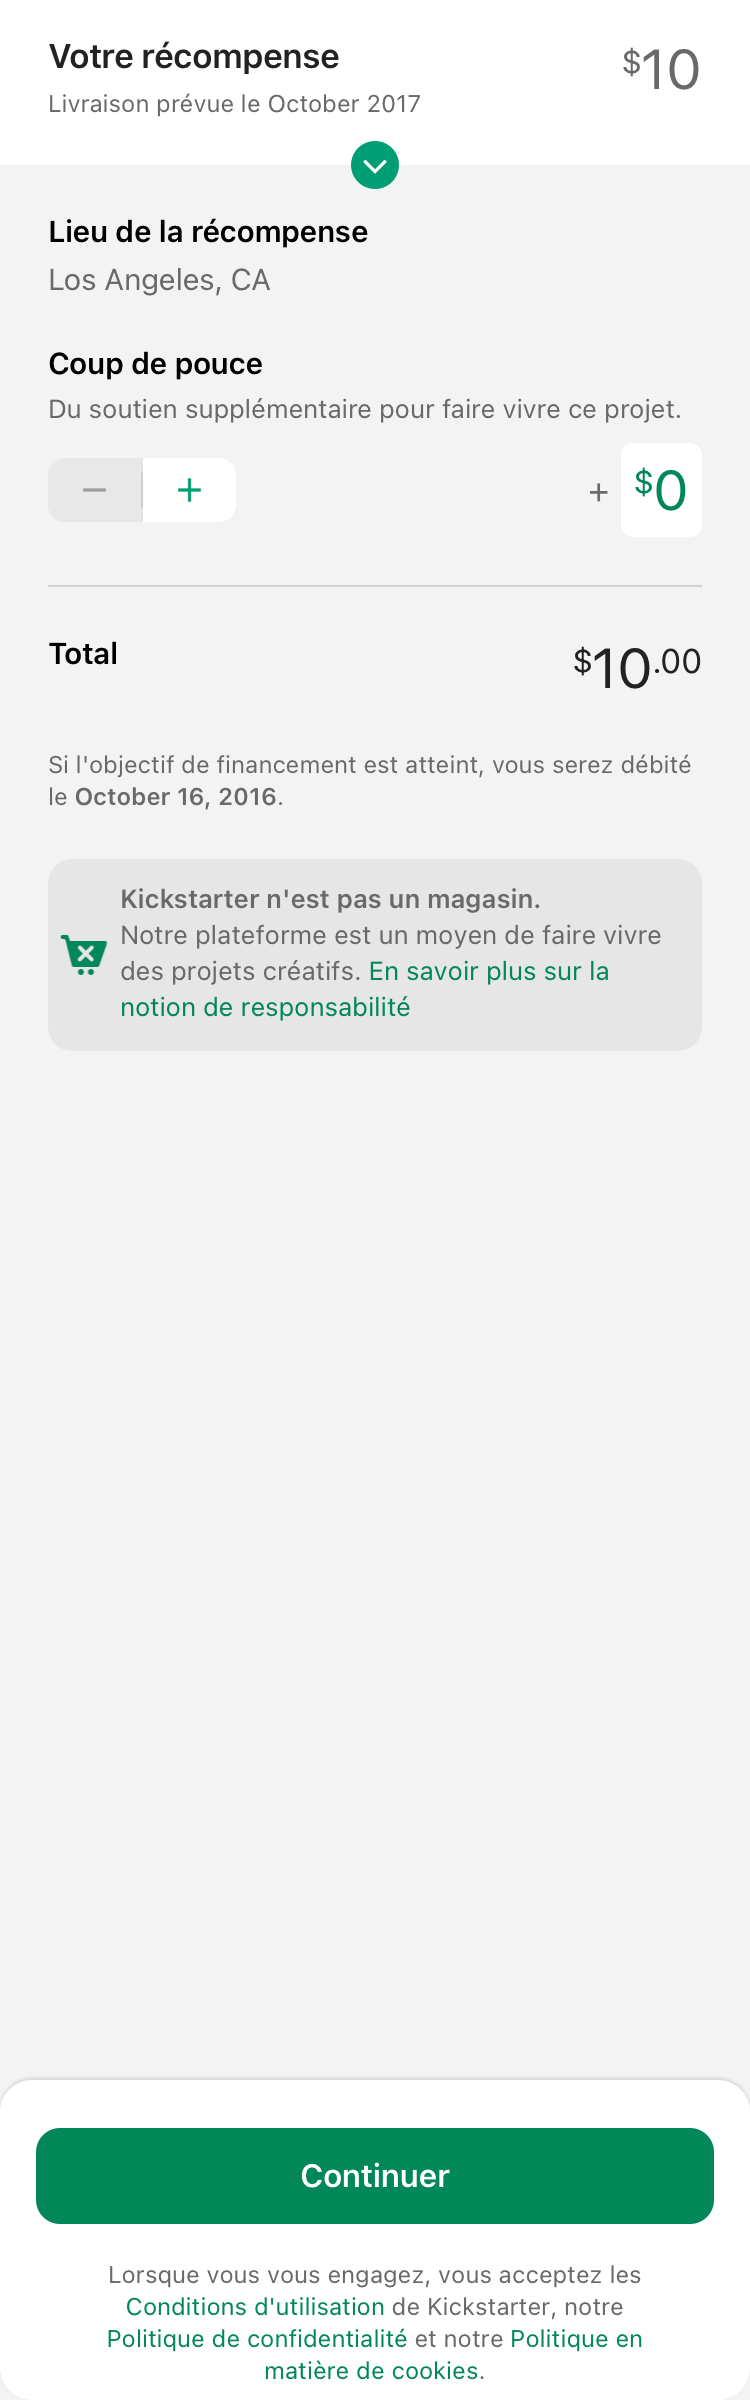 Votre récompense
$10
Livraison prévue le October 2017
Lieu de la récompense
Los Angeles, CA
Coup de pouce
Du soutien supplémentaire pour faire vivre ce projet.
− + + $0
Total
$10.00
Si l'objectif de financement est atteint, vous serez débité
le October 16, 2016.
Kickstarter n'est pas un magasin.
Notre plateforme est un moyen de faire vivre
des projets créatifs. En savoir plus sur la
notion de responsabilité
Continuer
Lorsque vous vous engagez, vous acceptez les
Conditions d'utilisation de Kickstarter, notre
Politique de confidentialité et notre Politique en
matière de cookies.